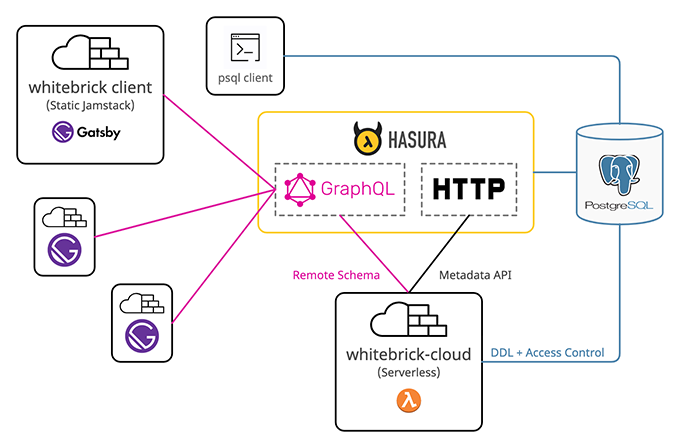 whitebrick client
(Static Jamstack)
Gatsby
>_
psql client
HASURA
GraphQL
HTTP
PostgreSQL
Remote Schema
Metadata API
whitebrick-cloud
(Serverless)
λ
DDL + Access Control